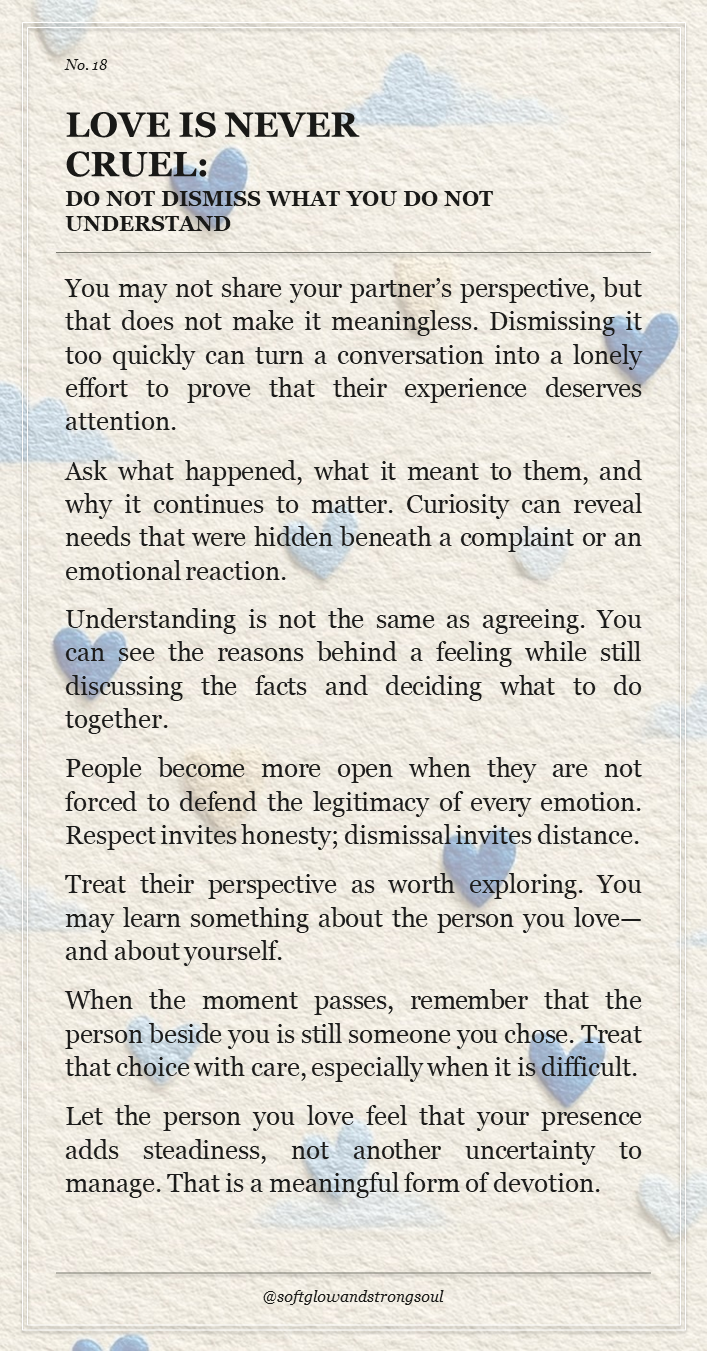 No. 18
LOVE IS NEVER
CRUEL:
DO NOT DISMISS WHAT YOU DO NOT
UNDERSTAND
You may not share your partner’s perspective, but
that does not make it meaningless. Dismissing it
too quickly can turn a conversation into a lonely
effort to prove that their experience deserves
attention.
Ask what happened, what it meant to them, and
why it continues to matter. Curiosity can reveal
needs that were hidden beneath a complaint or an
emotional reaction.
Understanding is not the same as agreeing. You
can see the reasons behind a feeling while still
discussing the facts and deciding what to do
together.
People become more open when they are not
forced to defend the legitimacy of every emotion.
Respect invites honesty; dismissal invites distance.
Treat their perspective as worth exploring. You
may learn something about the person you love—
and about yourself.
When the moment passes, remember that the
person beside you is still someone you chose. Treat
that choice with care, especially when it is difficult.
Let the person you love feel that your presence
adds steadiness, not another uncertainty to
manage. That is a meaningful form of devotion.
@softglowandstrongsoul